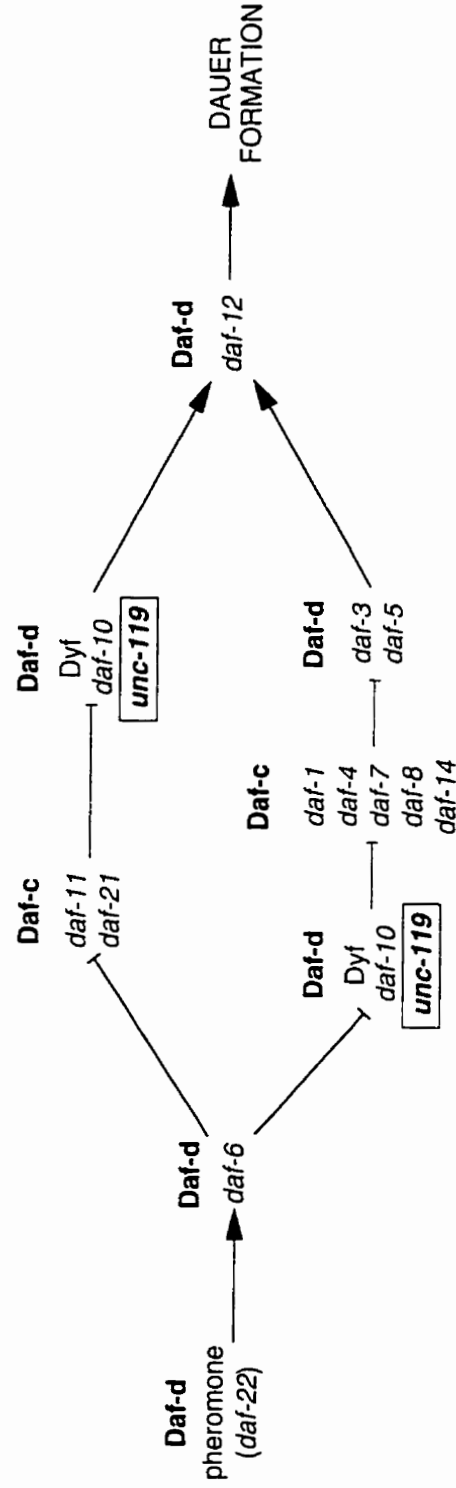 Daf-d
pheromone
(daf-22)
Daf-d
daf-6
Daf-c
daf-11
daf-21
Daf-d
Dyf
daf-10
unc-119
Daf-d
Dyf
daf-10
unc-119
Daf-c
daf-1
daf-4
daf-7
daf-8
daf-14
Daf-d
daf-3
daf-5
Daf-d
daf-12
DAUER
FORMATION